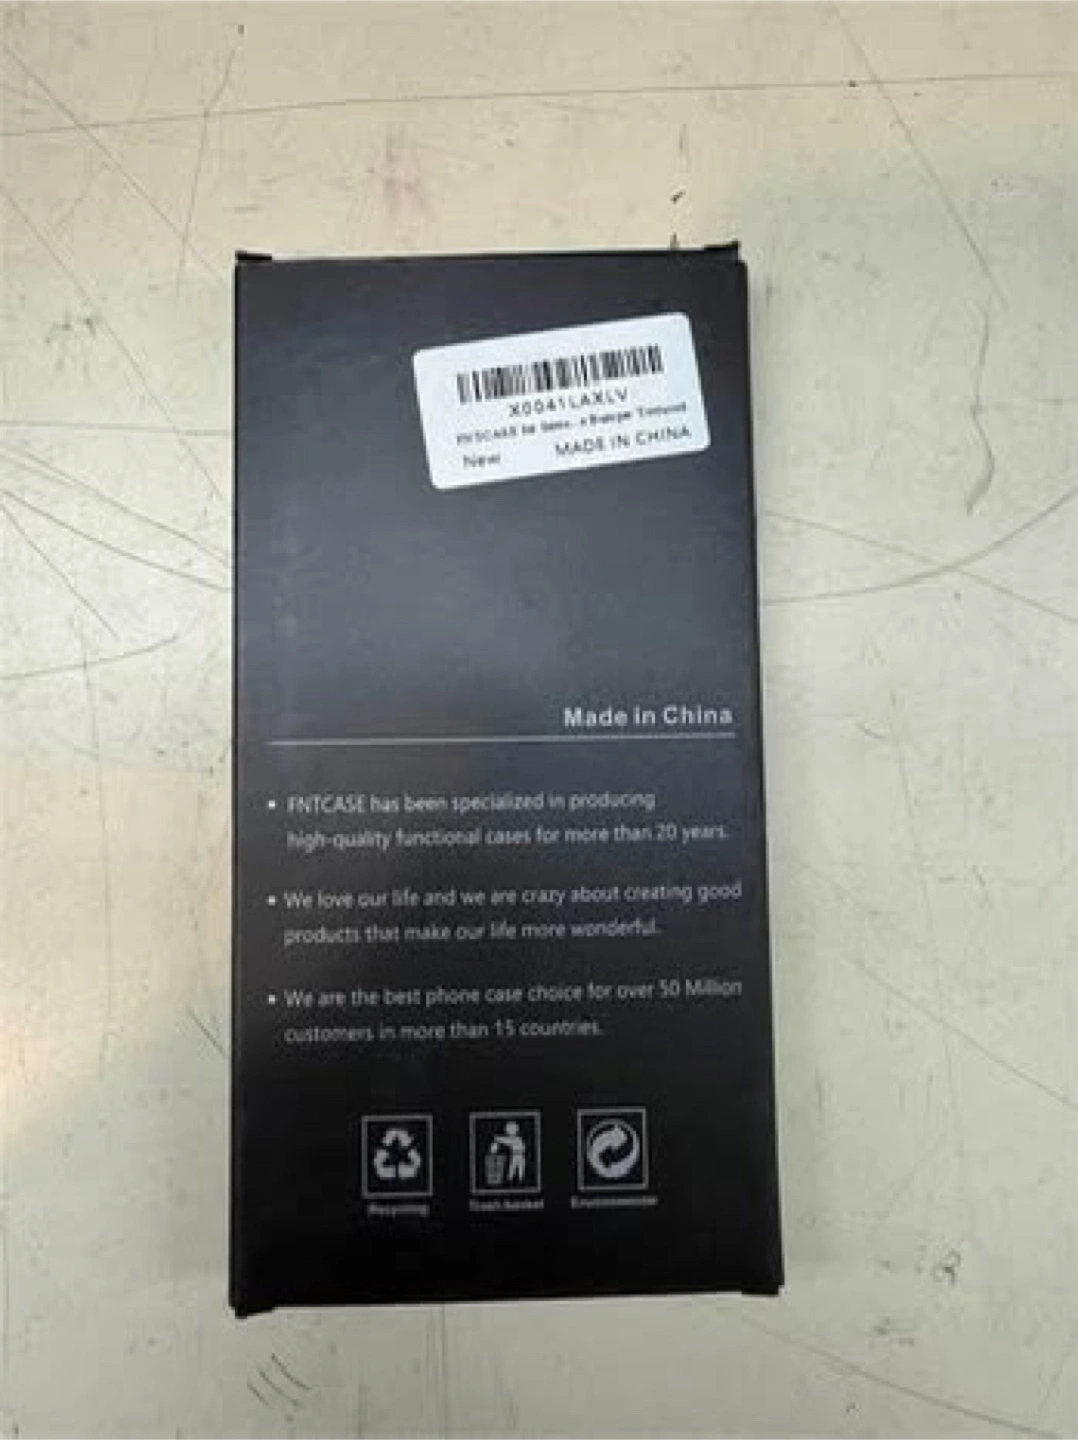 X0041LAXLV
FNTCASE for
New MADE IN CHINA
Made in China
• FNTCASE has been specialized in producing
high-quality functional cases for more than 20 years.
• We love our life and we are crazy about creating good
products that make our life more wonderful.
• We are the best phone case choice for over 50 Million
customers in more than 15 countries.
Recycling